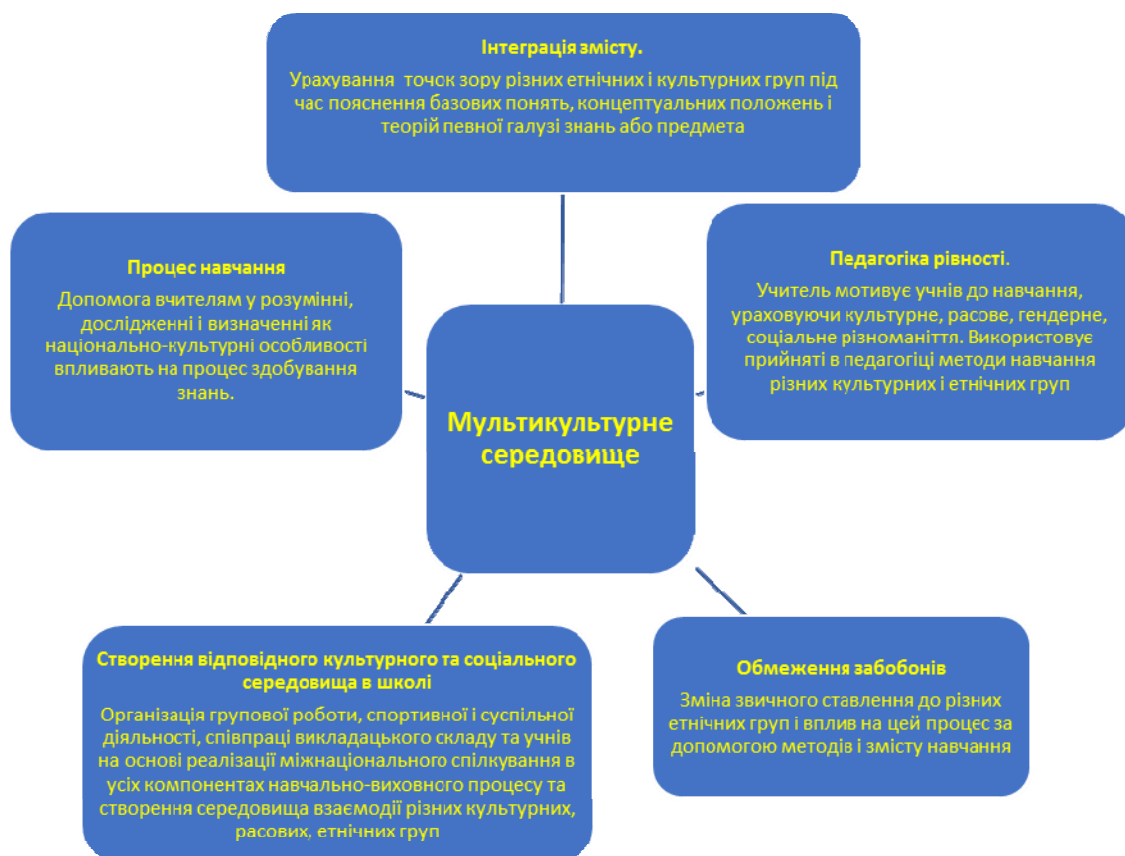 Інтеграція змісту.
Урахування точок зору різних етнічних і культурних груп під
час пояснення базових понять, концептуальних положень і
теорій певної галузі знань або предмета
Процес навчання
Допомога вчителям у розумінні,
дослідженні і визначенні як
національно-культурні особливості
впливають на процес здобування
знань.
Педагогіка рівності.
Учитель мотивує учнів до навчання,
ураховуючи культурне, расове, гендерне,
соціальне різноманіття. Використовує
прийняті в педагогіці методи навчання
різних культурних і етнічних груп
Мультикультурне
середовище
Створення відповідного культурного та соціального
середовища в школі
Організація групової роботи, спортивної і суспільної
діяльності, співпраці викладацького складу та учнів
на основі реалізації міжнаціонального спілкування в
усіх компонентах навчально-виховного процесу та
створення середовища взаємодії різних культурних,
расових, етнічних груп
Обмеження забобонів
Зміна звичного ставлення до різних
етнічних груп і вплив на цей процес за
допомогою методів і змісту навчання